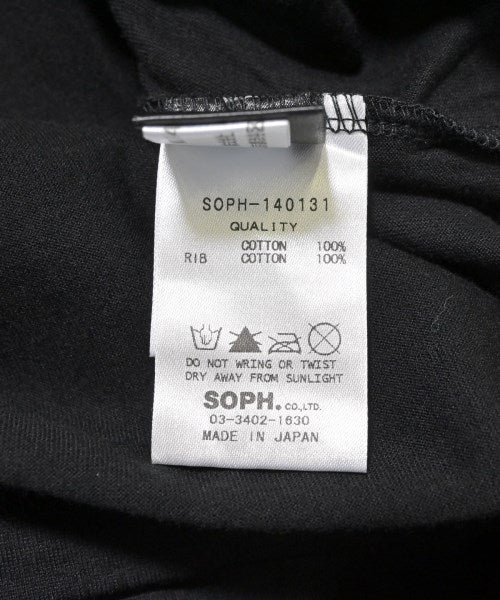 SOPH-140131
QUALITY
COTTON 100%
RIB COTTON 100%
DO NOT WRING OR TWIST
DRY AWAY FROM SUNLIGHT
SOPH. CO.,LTD.
03-3402-1630
MADE IN JAPAN